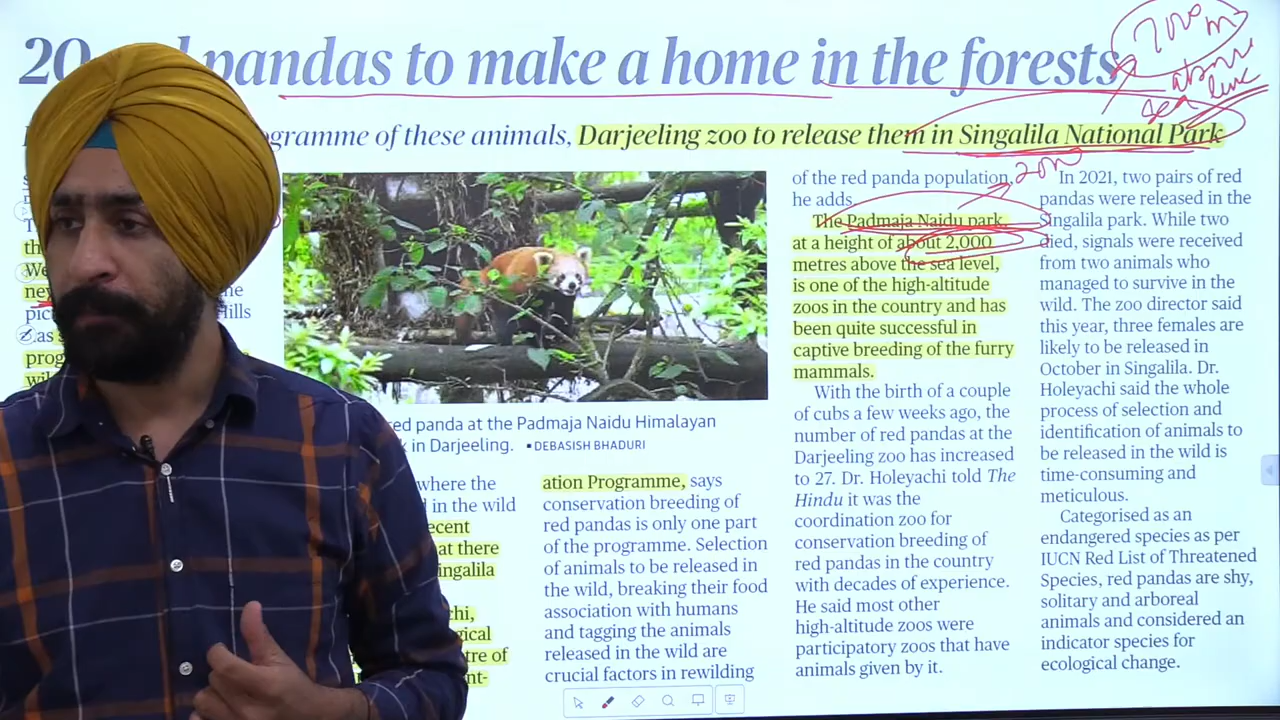 20 pandas to make a home in the forests
of these animals, Darjeeling zoo to release them in Singalila National Park
7000 m
above
sea
200
red panda at the Padmaja Naidu Himalayan
in Darjeeling. ▪DEBASISH BHADURI
where the
in the wild
at there
ation Programme, says
conservation breeding of
red pandas is only one part
of the programme. Selection
of animals to be released in
the wild, breaking their food
association with humans
and tagging the animals
released in the wild are
crucial factors in rewilding
of the red panda population,
he adds.
The Padmaja Naidu park,
at a height of about 2,000
metres above the sea level,
is one of the high-altitude
zoos in the country and has
been quite successful in
captive breeding of the furry
mammals.
With the birth of a couple
of cubs a few weeks ago, the
number of red pandas at the
Darjeeling zoo has increased
to 27. Dr. Holeyachi told The
Hindu it was the
coordination zoo for
conservation breeding of
red pandas in the country
with decades of experience.
He said most other
high-altitude zoos were
participatory zoos that have
animals given by it.
In 2021, two pairs of red
pandas were released in the
Singalila park. While two
died, signals were received
from two animals who
managed to survive in the
wild. The zoo director said
this year, three females are
likely to be released in
October in Singalila. Dr.
Holeyachi said the whole
process of selection and
identification of animals to
be released in the wild is
time-consuming and
meticulous.
Categorised as an
endangered species as per
IUCN Red List of Threatened
Species, red pandas are shy,
solitary and arboreal
animals and considered an
indicator species for
ecological change.